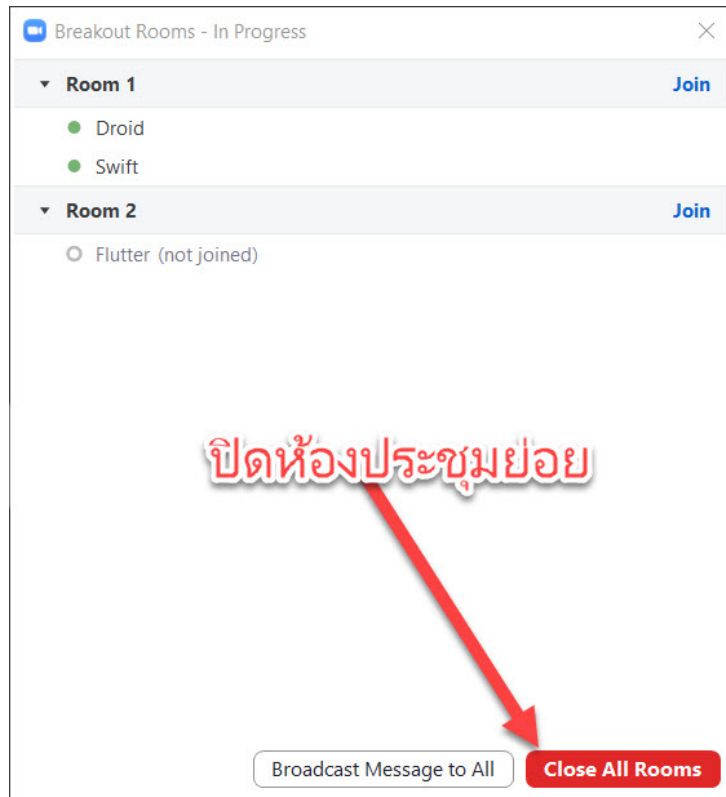 Breakout Rooms - In Progress
Room 1 Join
Droid
Swift
Room 2 Join
Flutter (not joined)
ปิดห้องประชุมย่อย
Broadcast Message to All Close All Rooms